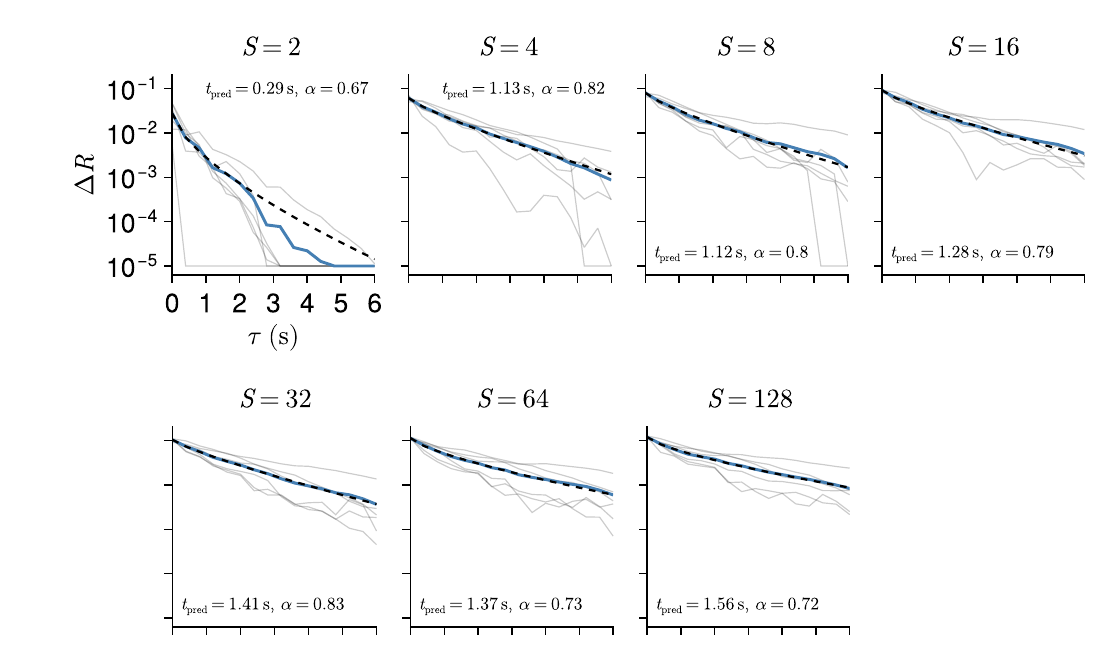 S = 2
S = 4
S = 8
S = 16
10⁻¹
10⁻²
10⁻³
10⁻⁴
10⁻⁵
ΔR
t_pred = 0.29 s, α = 0.67
t_pred = 1.13 s, α = 0.82
t_pred = 1.12 s, α = 0.8
t_pred = 1.28 s, α = 0.79
0 1 2 3 4 5 6
τ (s)
S = 32
S = 64
S = 128
t_pred = 1.41 s, α = 0.83
t_pred = 1.37 s, α = 0.73
t_pred = 1.56 s, α = 0.72